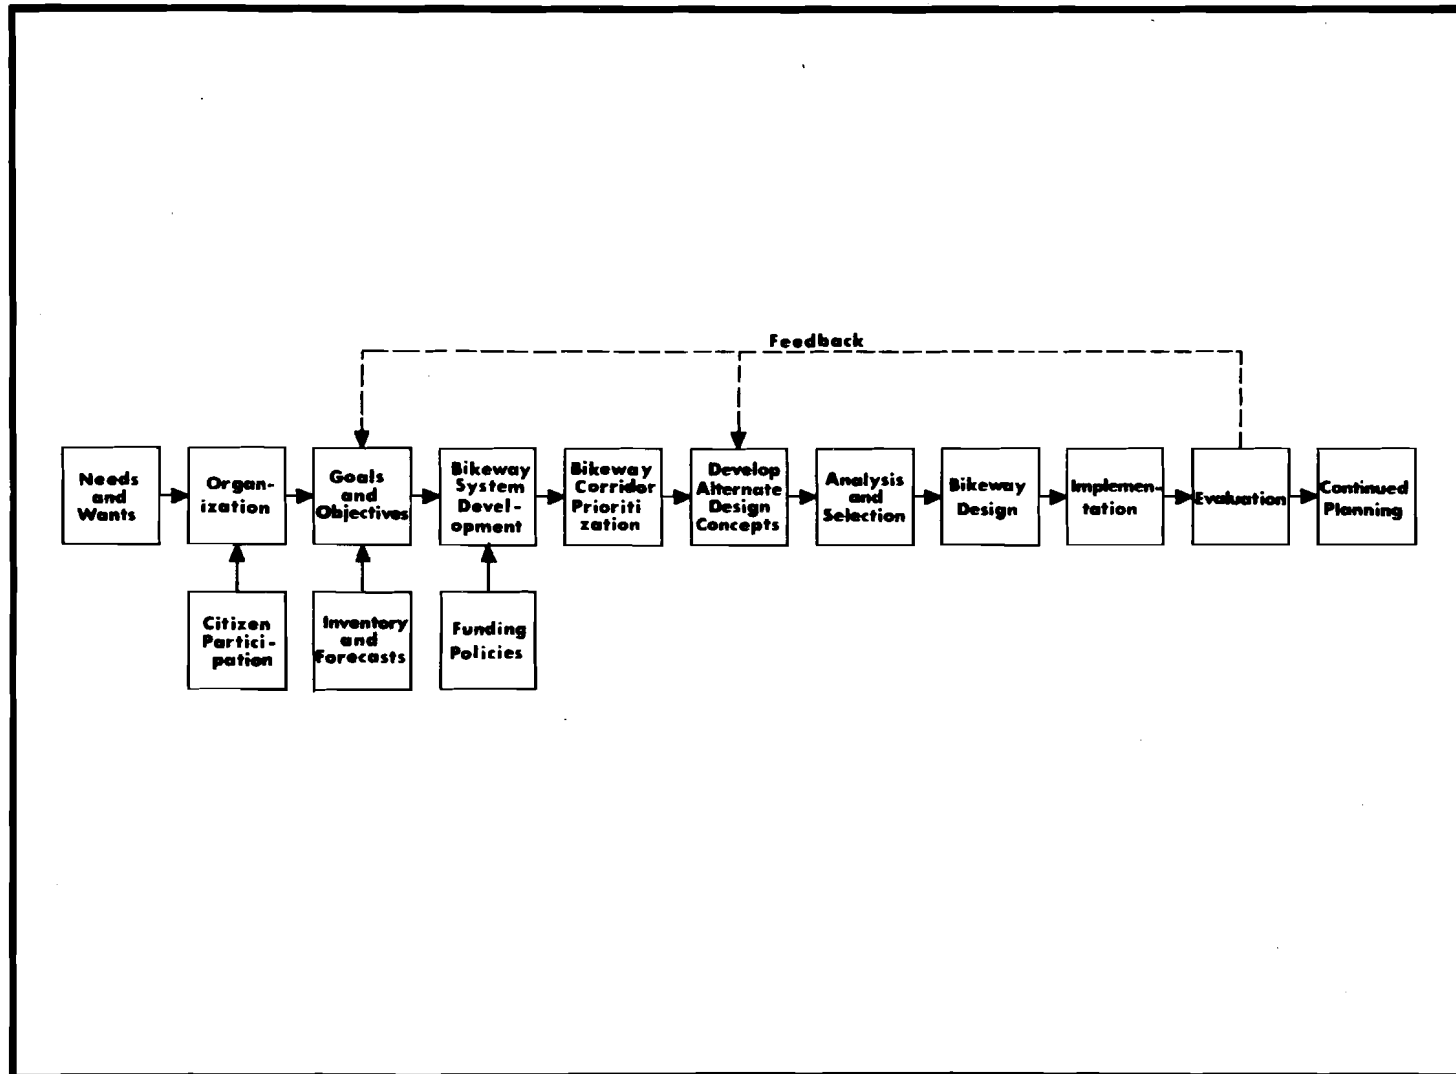 Feedback
Needs
and
Wants
Organ-
ization
Goals
and
Objectives
Bikeway
System
Devel-
opment
Bikeway
Corridor
Prioriti
zation
Develop
Alternate
Design
Concepts
Analysis
and
Selection
Bikeway
Design
Implemen-
tation
Evaluation
Continued
Planning
Citizen
Partici-
pation
Inventory
and
Forecasts
Funding
Policies